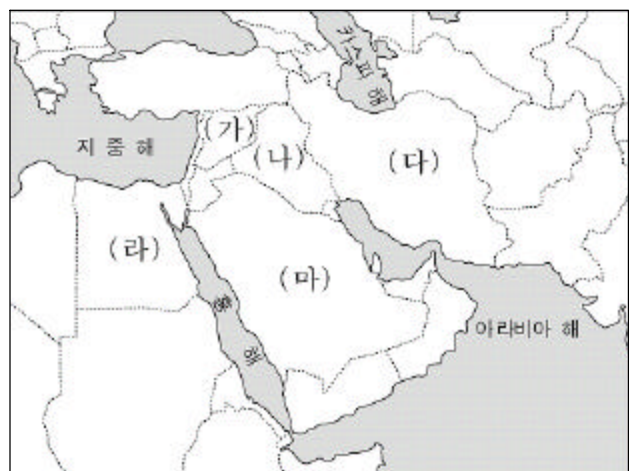 카스피 해
지 중 해
(가)
(나)
(다)
(라)
(마)
홍 해
아라비아 해